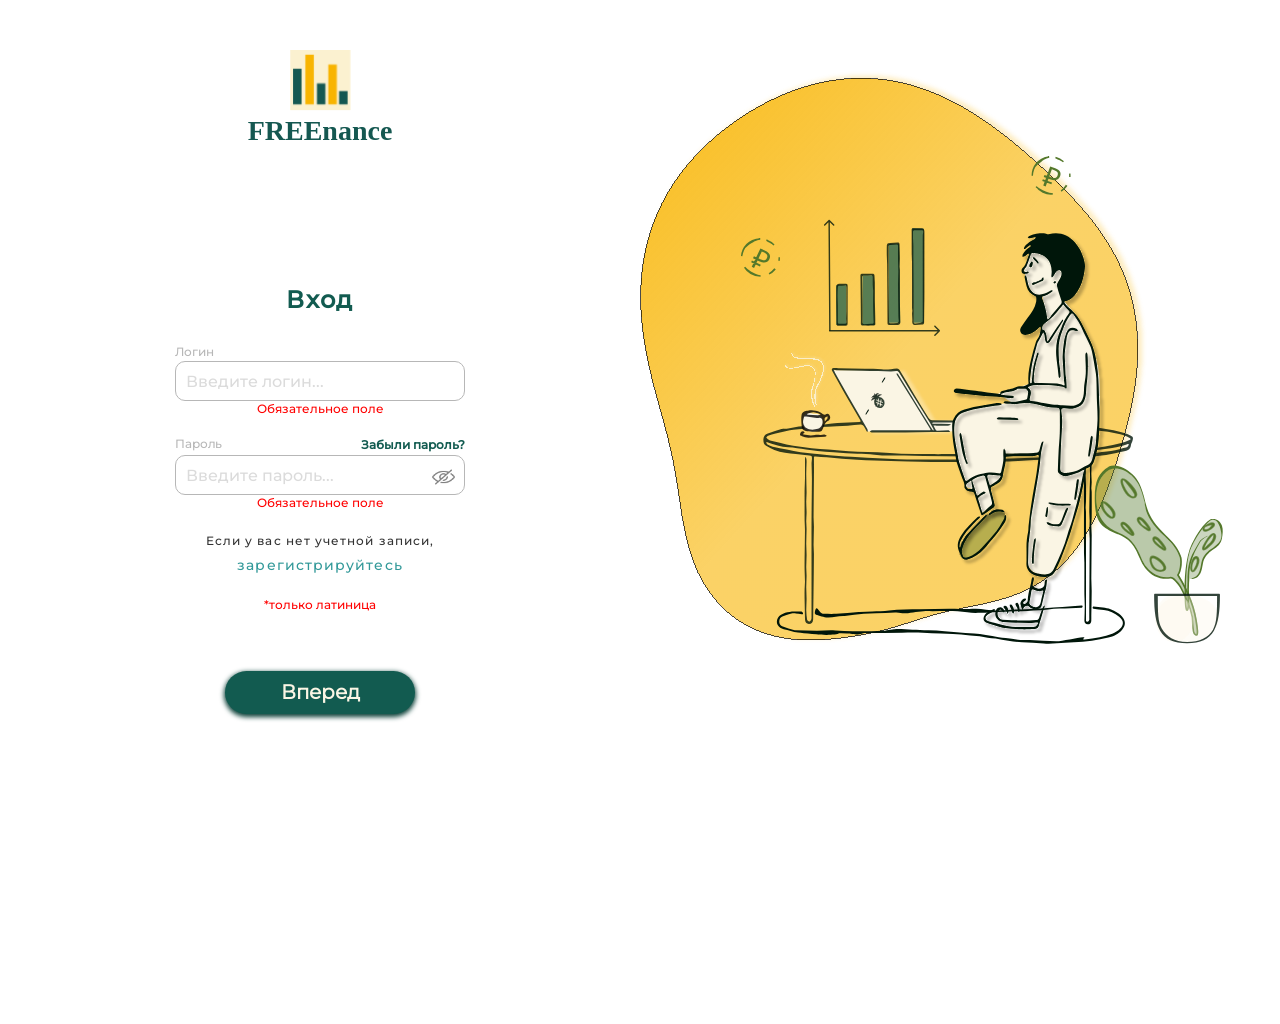 FREEnance
Вход
Логин
Введите логин...
Обязательное поле
Пароль
Забыли пароль?
Введите пароль...
Обязательное поле
Если у вас нет учетной записи,
зарегистрируйтесь
*только латиница
Вперед